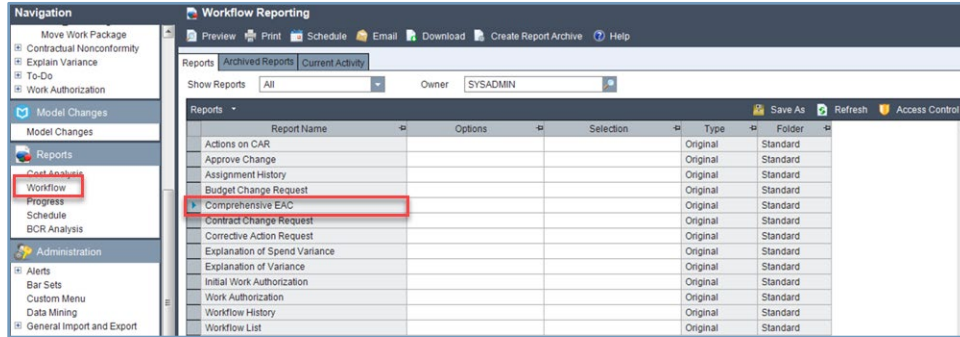 Navigation
Move Work Package
Contractual Nonconformity
Explain Variance
To-Do
Work Authorization
Model Changes
Model Changes
Reports
Cost Analysis
Workflow
Progress
Schedule
BCR Analysis
Administration
Alerts
Bar Sets
Custom Menu
Data Mining
General Import and Export
Workflow Reporting
Preview Print Schedule Email Download Create Report Archive Help
Reports Archived Reports Current Activity
Show Reports All Owner SYSADMIN
Reports Save As Refresh Access Control
Report Name Options Selection Type Folder
Actions on CAR Original Standard
Approve Change Original Standard
Assignment History Original Standard
Budget Change Request Original Standard
Comprehensive EAC Original Standard
Contract Change Request Original Standard
Corrective Action Request Original Standard
Explanation of Spend Variance Original Standard
Explanation of Variance Original Standard
Initial Work Authorization Original Standard
Work Authorization Original Standard
Workflow History Original Standard
Workflow List Original Standard